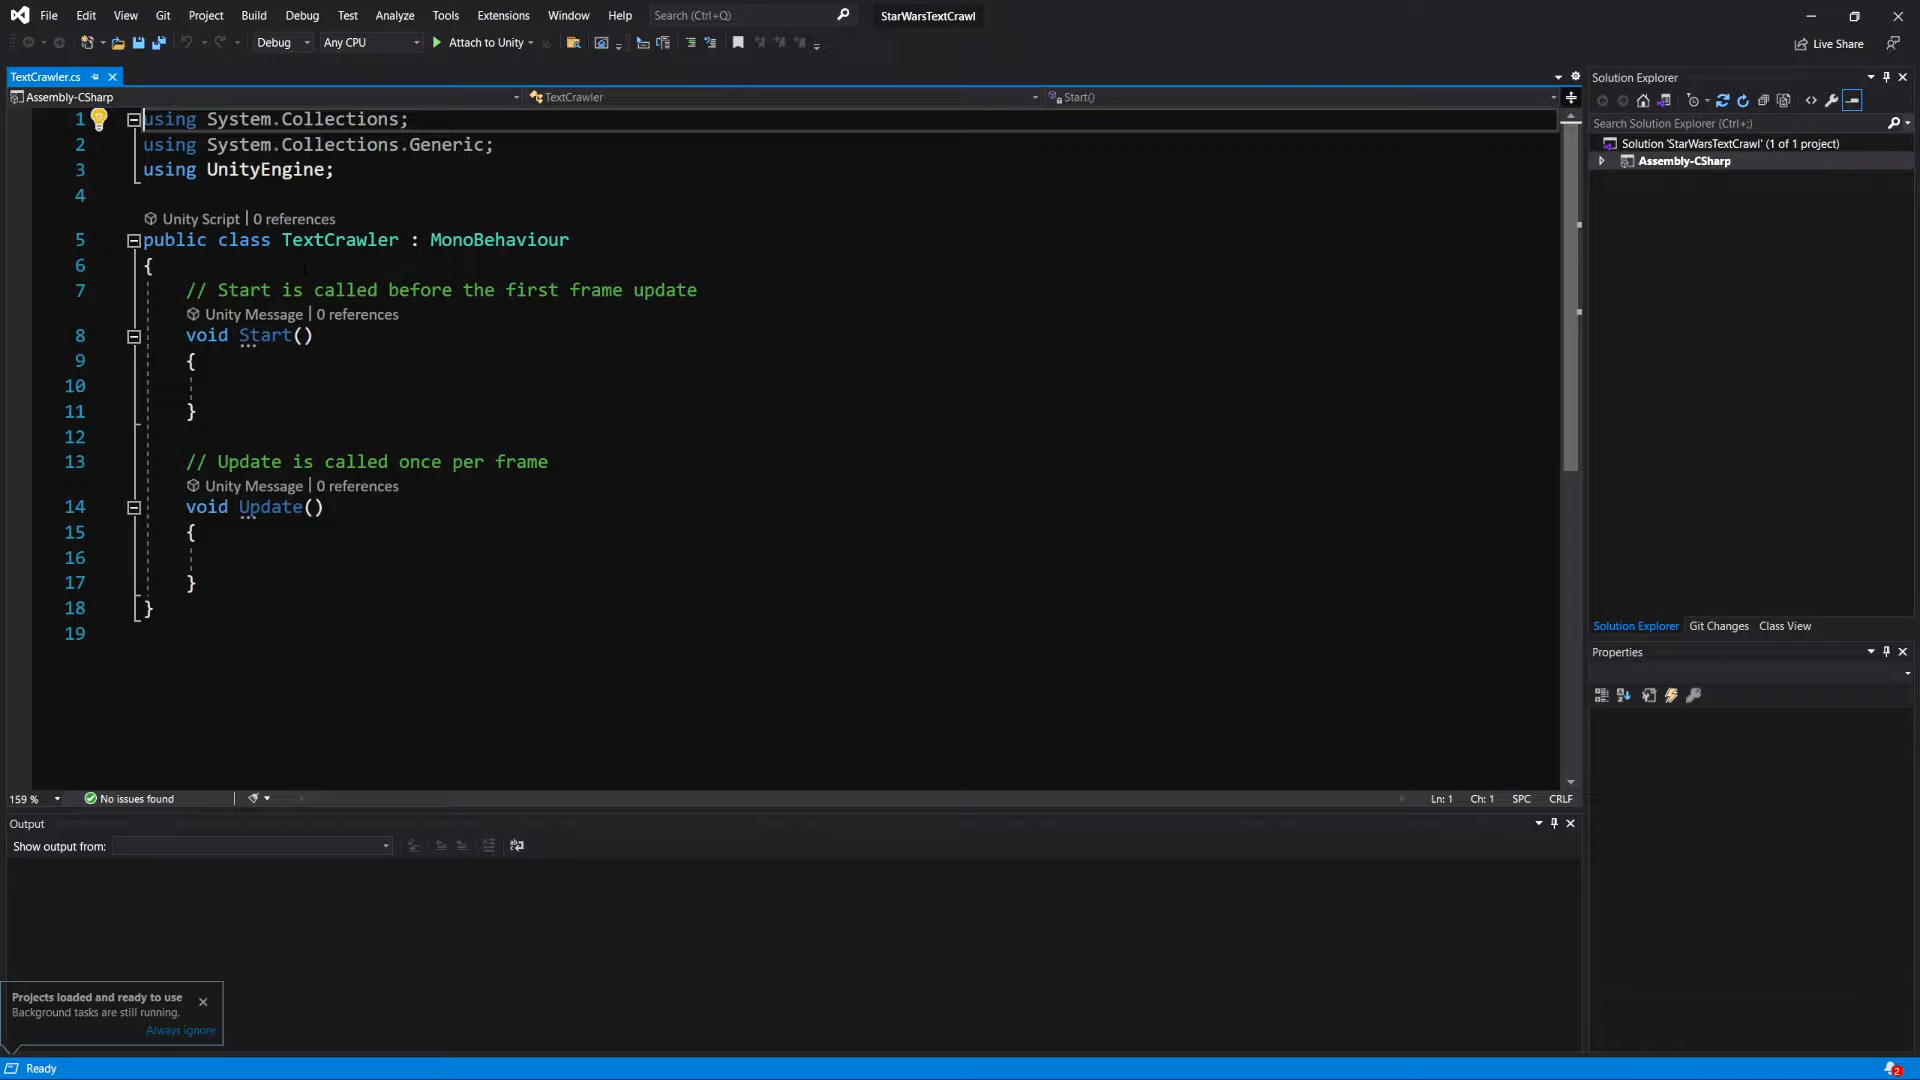 File Edit View Git Project Build Debug Test Analyze Tools Extensions Window Help Search (Ctrl+Q) StarWarsTextCrawl
Debug Any CPU Attach to Unity Live Share
TextCrawler.cs
Assembly-CSharp TextCrawler Start()
1 using System.Collections;
2 using System.Collections.Generic;
3 using UnityEngine;
4
Unity Script | 0 references
5 public class TextCrawler : MonoBehaviour
6 {
7 // Start is called before the first frame update
Unity Message | 0 references
8 void Start()
9 {
10
11 }
12
13 // Update is called once per frame
Unity Message | 0 references
14 void Update()
15 {
16
17 }
18 }
19
159 % No issues found Ln: 1 Ch: 1 SPC CRLF
Output
Show output from:
Projects loaded and ready to use
Background tasks are still running.
Always ignore
Ready
Solution Explorer
Search Solution Explorer (Ctrl+;)
Solution 'StarWarsTextCrawl' (1 of 1 project)
Assembly-CSharp
Solution Explorer Git Changes Class View
Properties
2